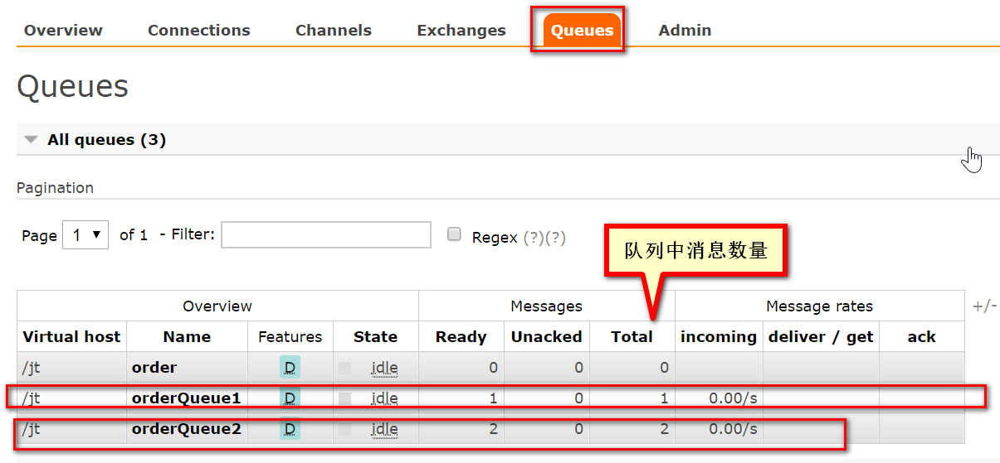 Overview Connections Channels Exchanges Queues Admin
Queues
All queues (3)
Pagination
Page 1 of 1 - Filter: Regex (?)(?)
队列中消息数量
Overview Messages Message rates +/-
Virtual host Name Features State Ready Unacked Total incoming deliver / get ack
/jt order D idle 0 0 0
/jt orderQueue1 D idle 1 0 1 0.00/s
/jt orderQueue2 D idle 2 0 2 0.00/s